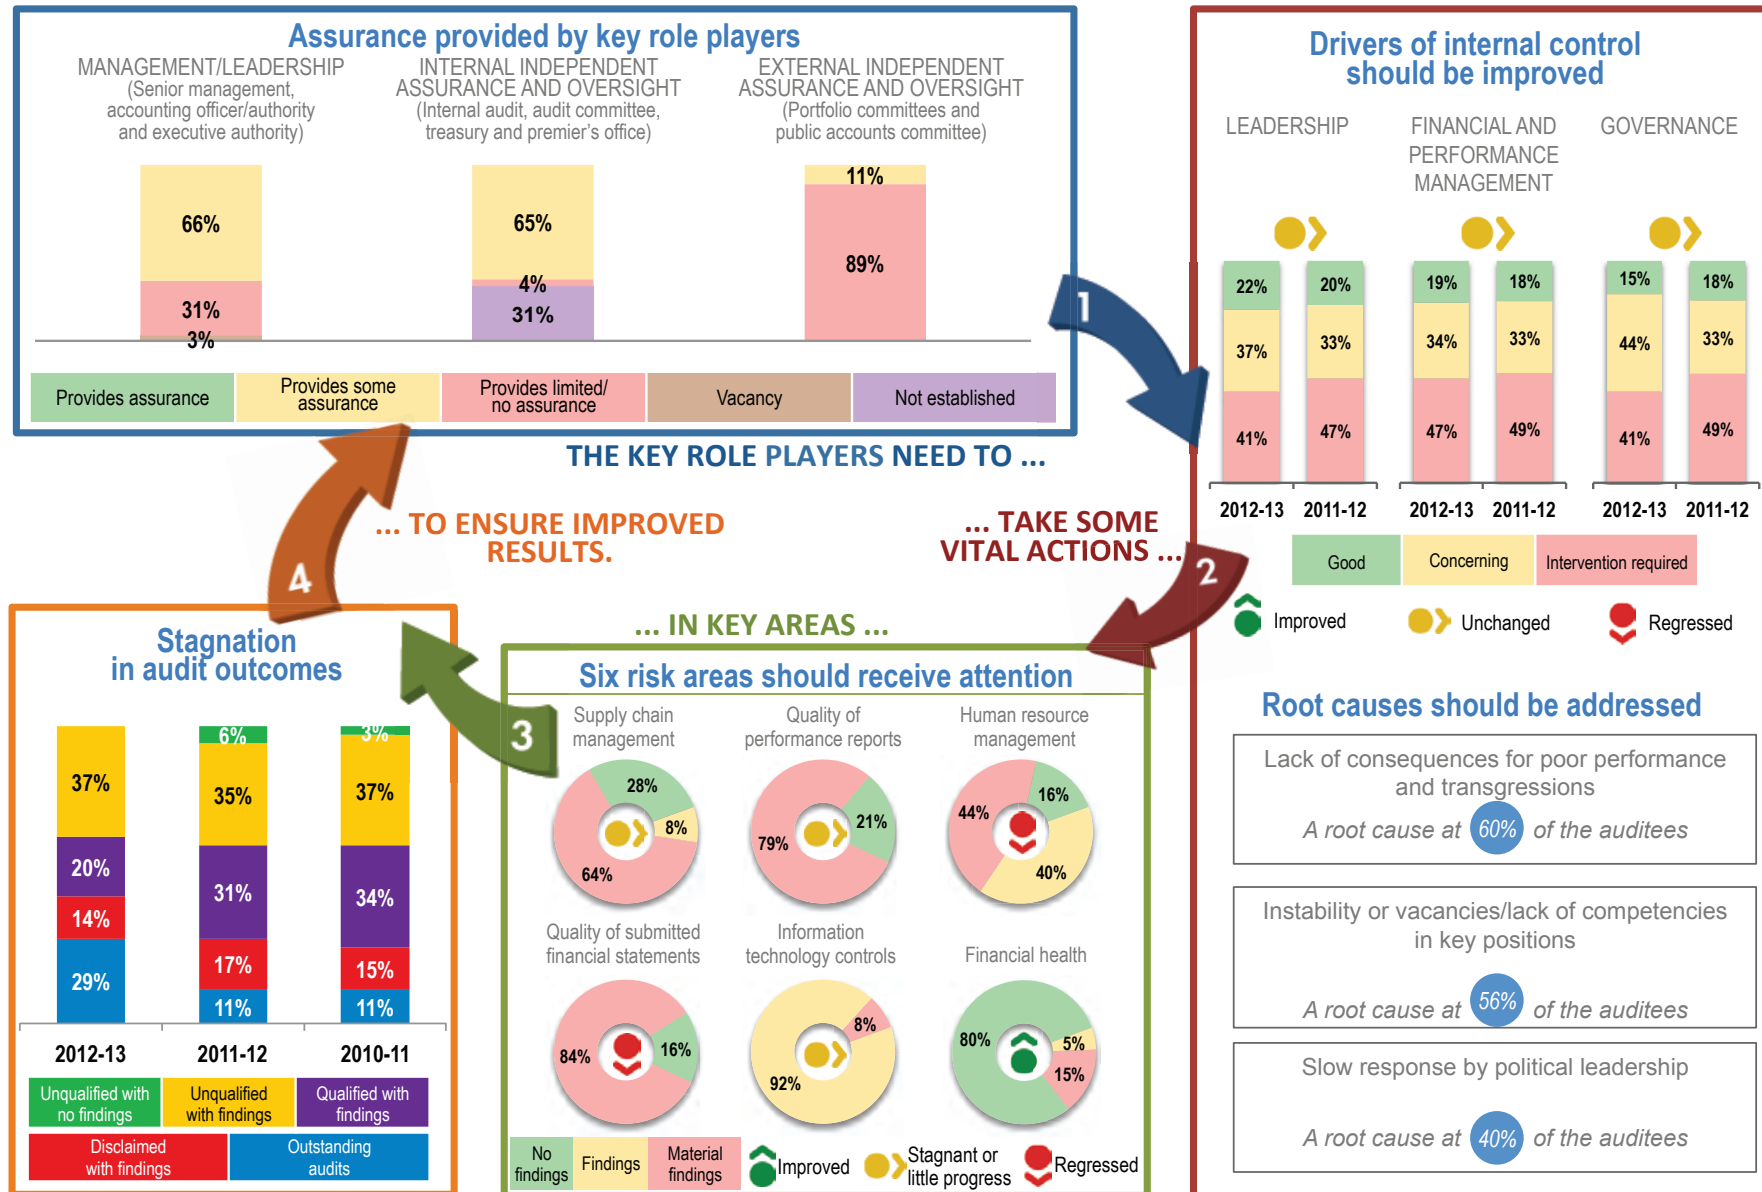 Assurance provided by key role players
MANAGEMENT/LEADERSHIP
(Senior management,
accounting officer/authority
and executive authority)
INTERNAL INDEPENDENT
ASSURANCE AND OVERSIGHT
(Internal audit, audit committee,
treasury and premier's office)
EXTERNAL INDEPENDENT
ASSURANCE AND OVERSIGHT
(Portfolio committees and
public accounts committee)
66%
31%
3%
65%
4%
31%
11%
89%
Provides assurance
Provides some
assurance
Provides limited/
no assurance
Vacancy
Not established
1
THE KEY ROLE PLAYERS NEED TO ...
Drivers of internal control
should be improved
LEADERSHIP
FINANCIAL AND
PERFORMANCE
MANAGEMENT
GOVERNANCE
22%
37%
41%
20%
33%
47%
19%
34%
47%
18%
33%
49%
15%
44%
41%
18%
33%
49%
2012-13
2011-12
2012-13
2011-12
2012-13
2011-12
Good
Concerning
Intervention required
Improved
Unchanged
Regressed
Root causes should be addressed
Lack of consequences for poor performance
and transgressions
A root cause at 60% of the auditees
Instability or vacancies/lack of competencies
in key positions
A root cause at 56% of the auditees
Slow response by political leadership
A root cause at 40% of the auditees
... TAKE SOME
VITAL ACTIONS ...
2
... IN KEY AREAS ...
Six risk areas should receive attention
Supply chain
management
28%
8%
64%
Quality of
performance reports
21%
79%
Human resource
management
16%
44%
40%
Quality of submitted
financial statements
84%
16%
Information
technology controls
8%
92%
Financial health
80%
5%
15%
No
findings
Findings
Material
findings
Improved
Stagnant or
little progress
Regressed
3
Stagnation
in audit outcomes
37%
20%
14%
29%
6%
35%
31%
17%
11%
3%
37%
34%
15%
11%
2012-13
2011-12
2010-11
Unqualified with
no findings
Unqualified
with findings
Qualified with
findings
Disclaimed
with findings
Outstanding
audits
4
... TO ENSURE IMPROVED
RESULTS.